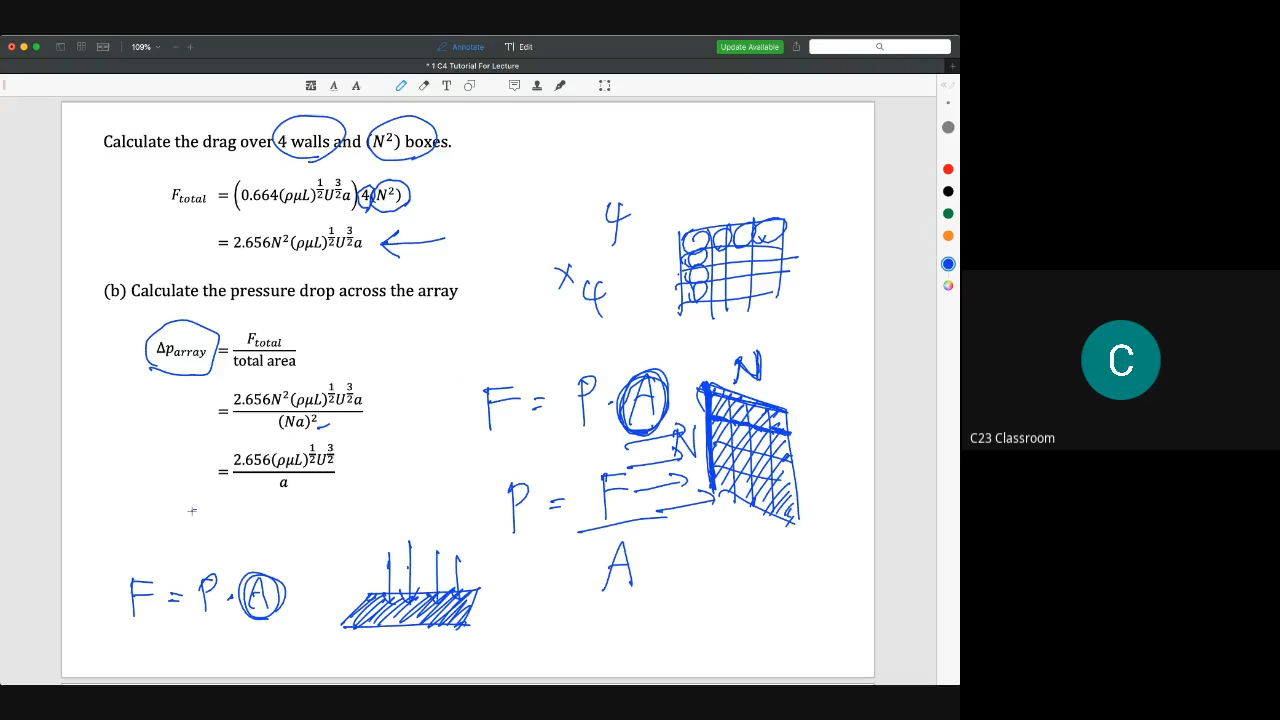 109%
Annotate
Edit
Update Available
* 1 C4 Tutorial For Lecture
Calculate the drag over 4 walls and (N²) boxes.
F_total = (0.664(ρμL)^½ U^(3/2) a) 4(N²)
= 2.656N²(ρμL)^½ U^(3/2) a
4
× 4
(b) Calculate the pressure drop across the array
Δp_array = F_total / total area
= 2.656N²(ρμL)^½ U^(3/2) a / (Na)²
= 2.656(ρμL)^½ U^(3/2) / a
N
F = P · A
N
P = F / A
F = P · A
C
C23 Classroom